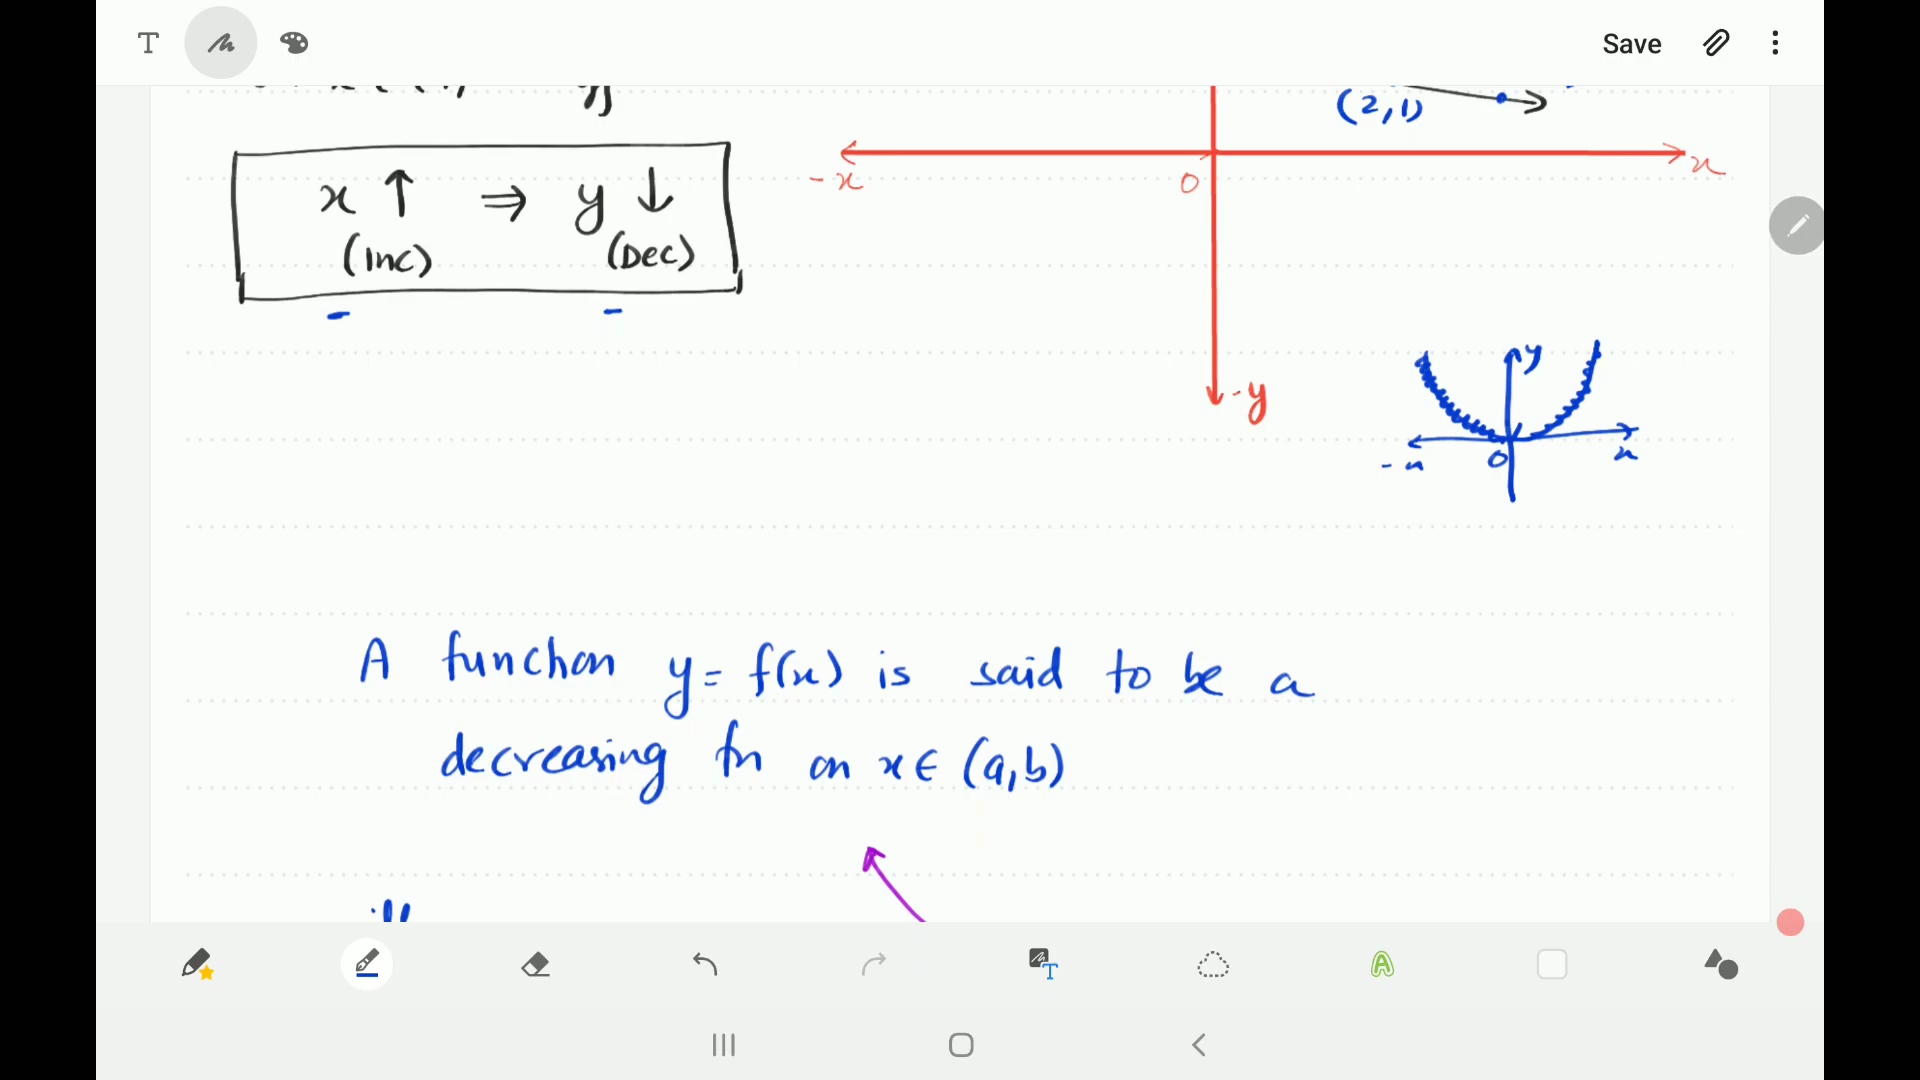 T
Save
(2,1)
x ↑ ⇒ y ↓
(Inc) (Dec)
-x 0 x
-y
y
-x 0 x
A function y = f(x) is said to be a
decreasing fn on x ∈ (a,b)
T
A